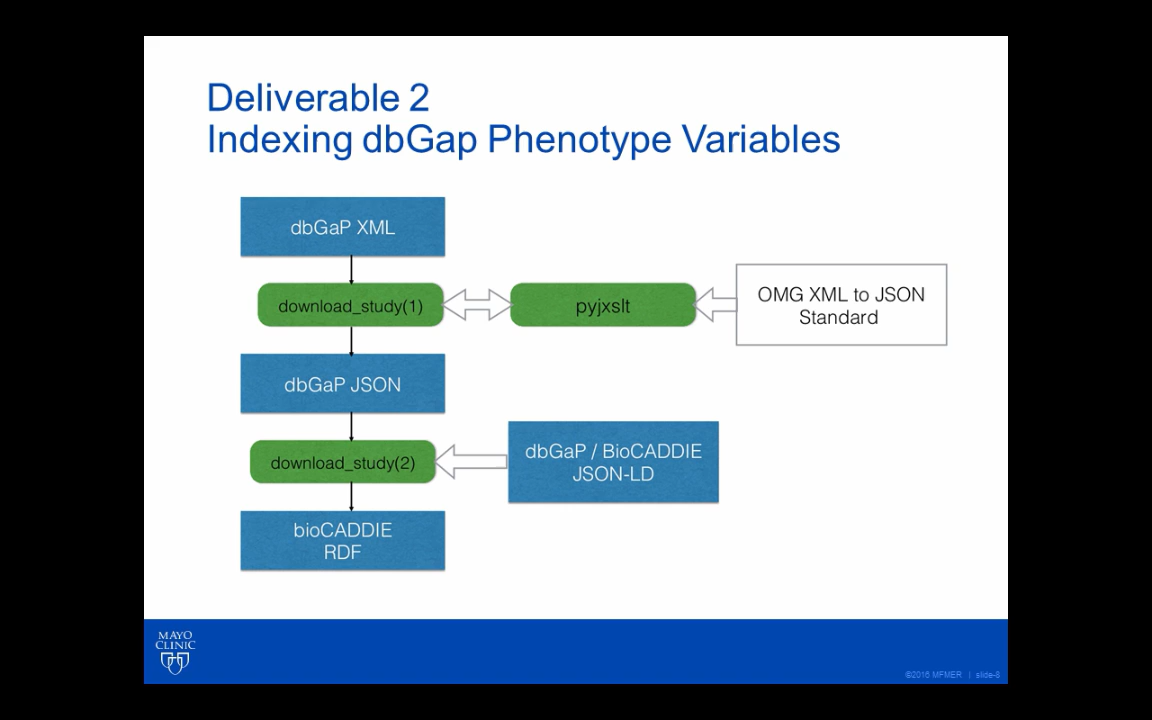 Deliverable 2
Indexing dbGap Phenotype Variables
dbGaP XML
download_study(1)
pyjxslt
OMG XML to JSON
Standard
dbGaP JSON
download_study(2)
dbGaP / BioCADDIE
JSON-LD
bioCADDIE
RDF
MAYO
CLINIC
©2016 MFMER | slide-8